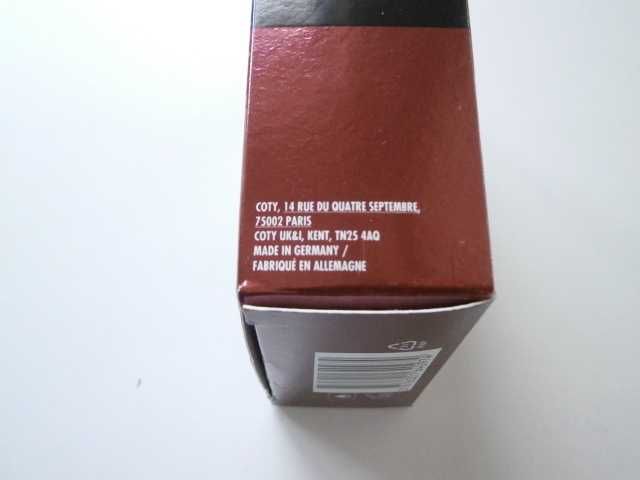 COTY, 14 RUE DU QUATRE SEPTEMBRE,
75002 PARIS
COTY UK&I, KENT, TN25 4AQ
MADE IN GERMANY /
FABRIQUÉ EN ALLEMAGNE